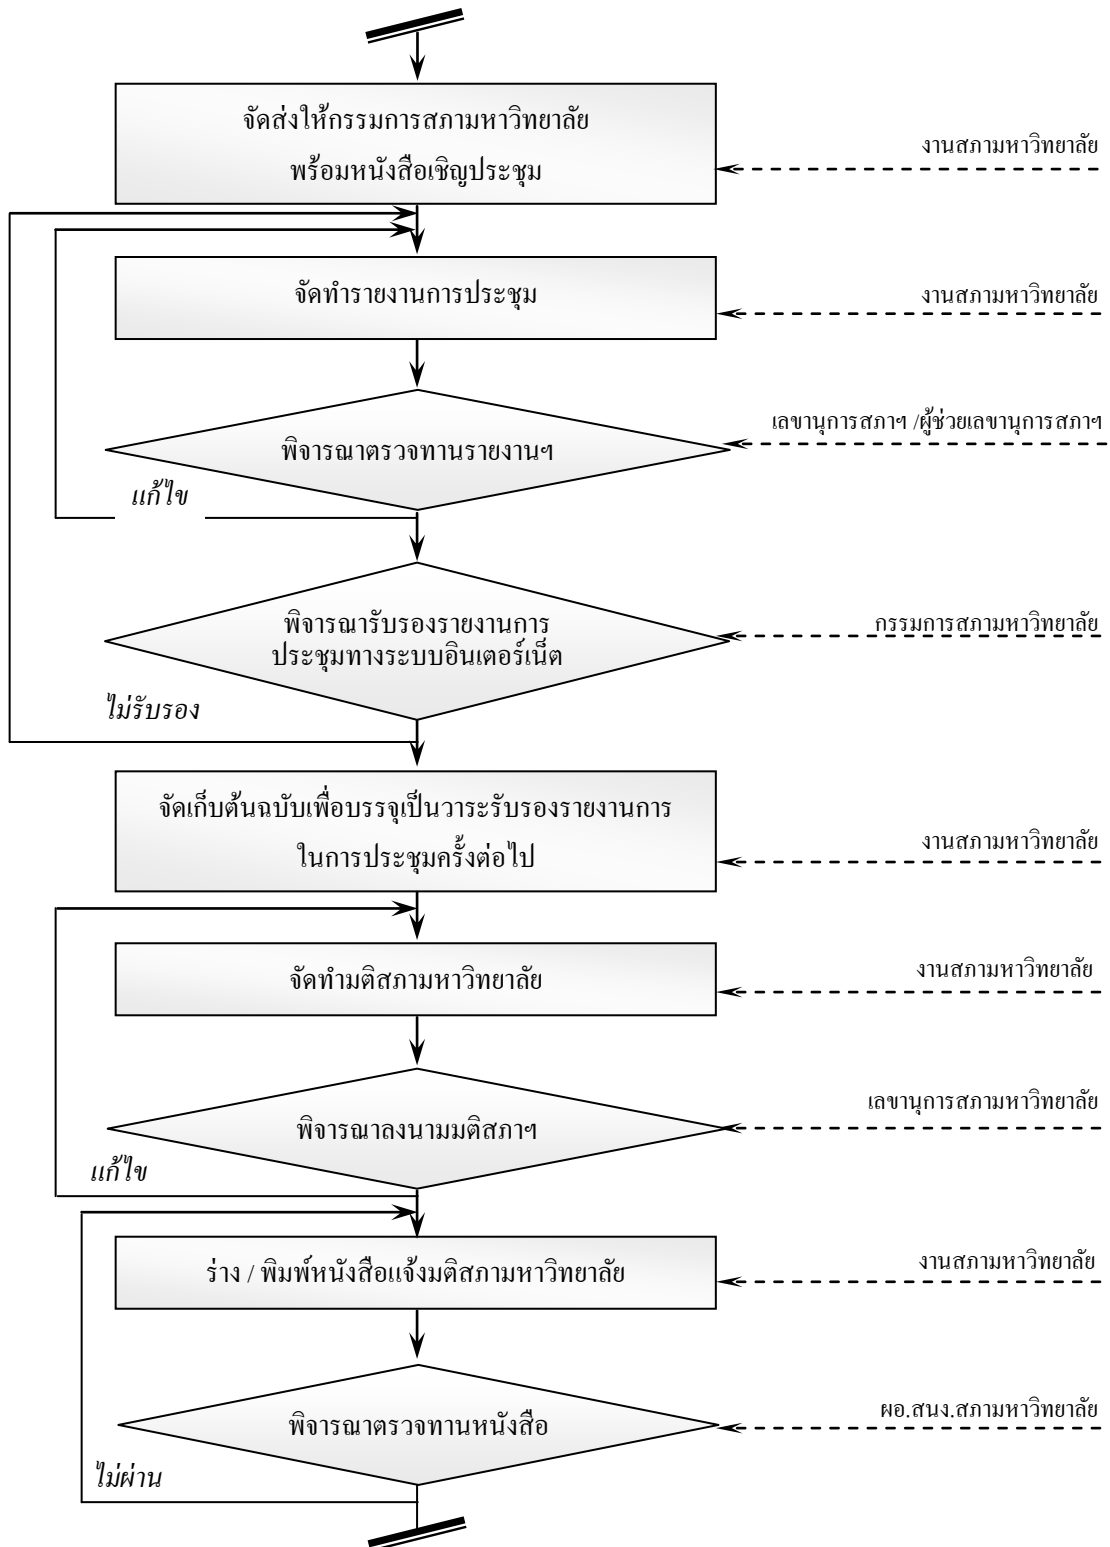 จัดส่งให้กรรมการสภามหาวิทยาลัย
พร้อมหนังสือเชิญประชุม
งานสภามหาวิทยาลัย
จัดทำรายงานการประชุม
งานสภามหาวิทยาลัย
พิจารณาตรวจทานรายงานฯ
เลขานุการสภาฯ /ผู้ช่วยเลขานุการสภาฯ
แก้ไข
พิจารณารับรองรายงานการ
ประชุมทางระบบอินเตอร์เน็ต
กรรมการสภามหาวิทยาลัย
ไม่รับรอง
จัดเก็บต้นฉบับเพื่อบรรจุเป็นวาระรับรองรายงานการ
ในการประชุมครั้งต่อไป
งานสภามหาวิทยาลัย
จัดทำมติสภามหาวิทยาลัย
งานสภามหาวิทยาลัย
พิจารณาลงนามมติสภาฯ
เลขานุการสภามหาวิทยาลัย
แก้ไข
ร่าง / พิมพ์หนังสือแจ้งมติสภามหาวิทยาลัย
งานสภามหาวิทยาลัย
พิจารณาตรวจทานหนังสือ
ผอ.สนง.สภามหาวิทยาลัย
ไม่ผ่าน